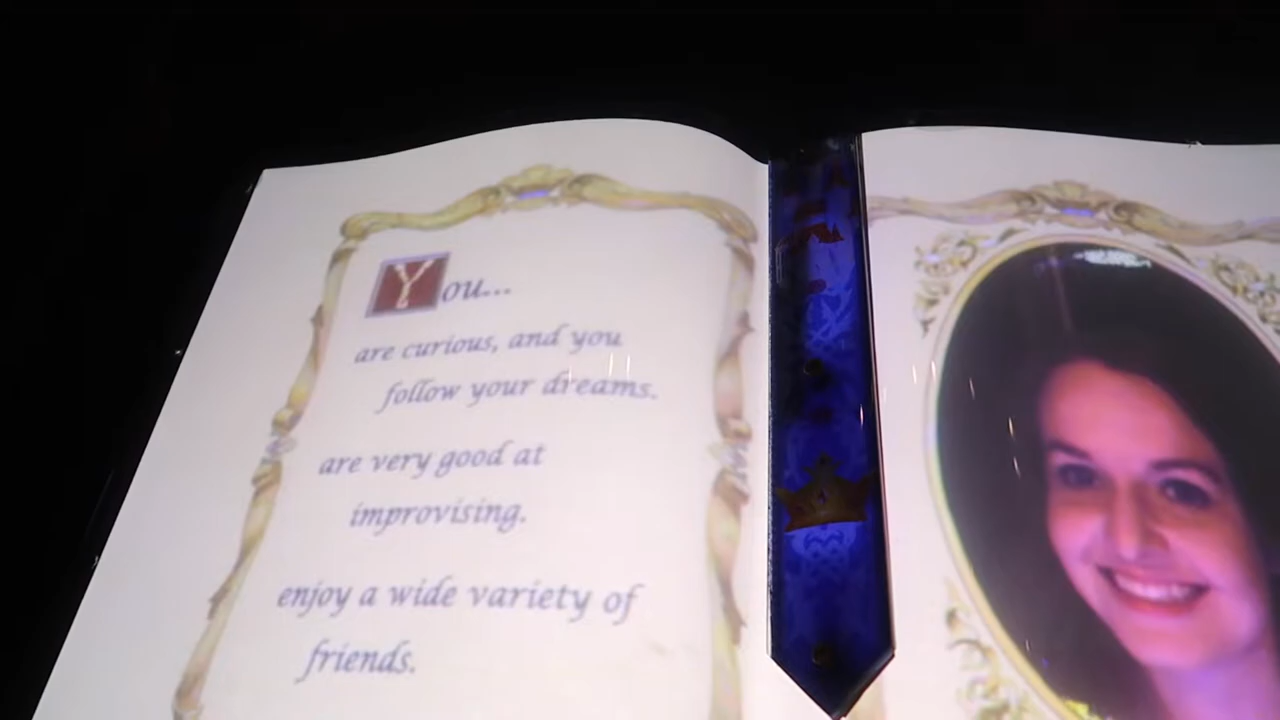 You...
are curious, and you
follow your dreams.
are very good at
improvising.
enjoy a wide variety of
friends.